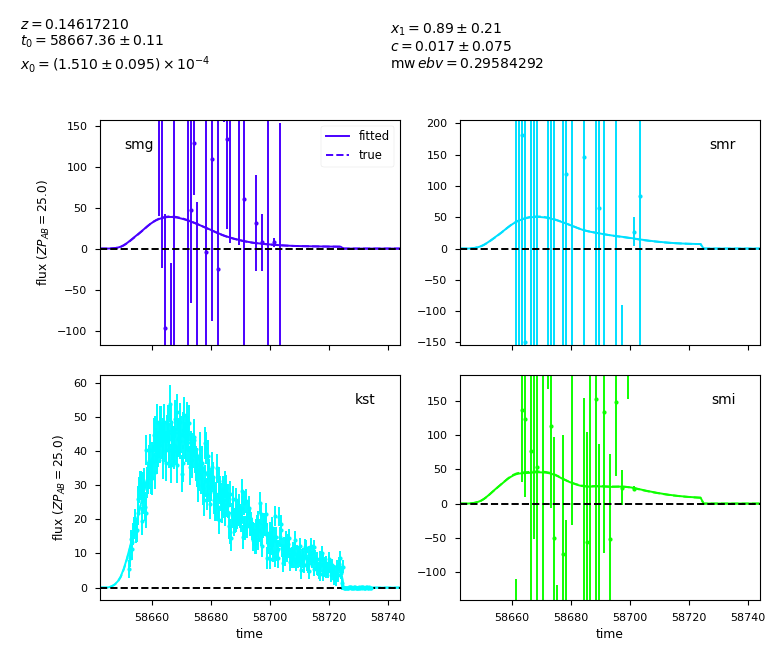 z = 0.14617210
t₀ = 58667.36 ± 0.11
x₀ = (1.510 ± 0.095) × 10⁻⁴
x₁ = 0.89 ± 0.21
c = 0.017 ± 0.075
mw ebv = 0.29584292
smg
fitted
true
150
100
50
0
−50
−100
flux (ZP_AB = 25.0)
smr
200
150
100
50
0
−50
−100
−150
kst
60
50
40
30
20
10
0
flux (ZP_AB = 25.0)
58660 58680 58700 58720 58740
time
smi
150
100
50
0
−50
−100
58660 58680 58700 58720 58740
time